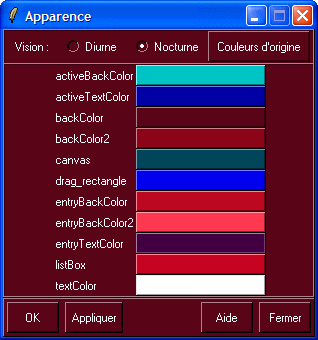 Apparence
Vision : Diurne Nocturne Couleurs d'origine
activeBackColor
activeTextColor
backColor
backColor2
canvas
drag_rectangle
entryBackColor
entryBackColor2
entryTextColor
listBox
textColor
OK Appliquer Aide Fermer